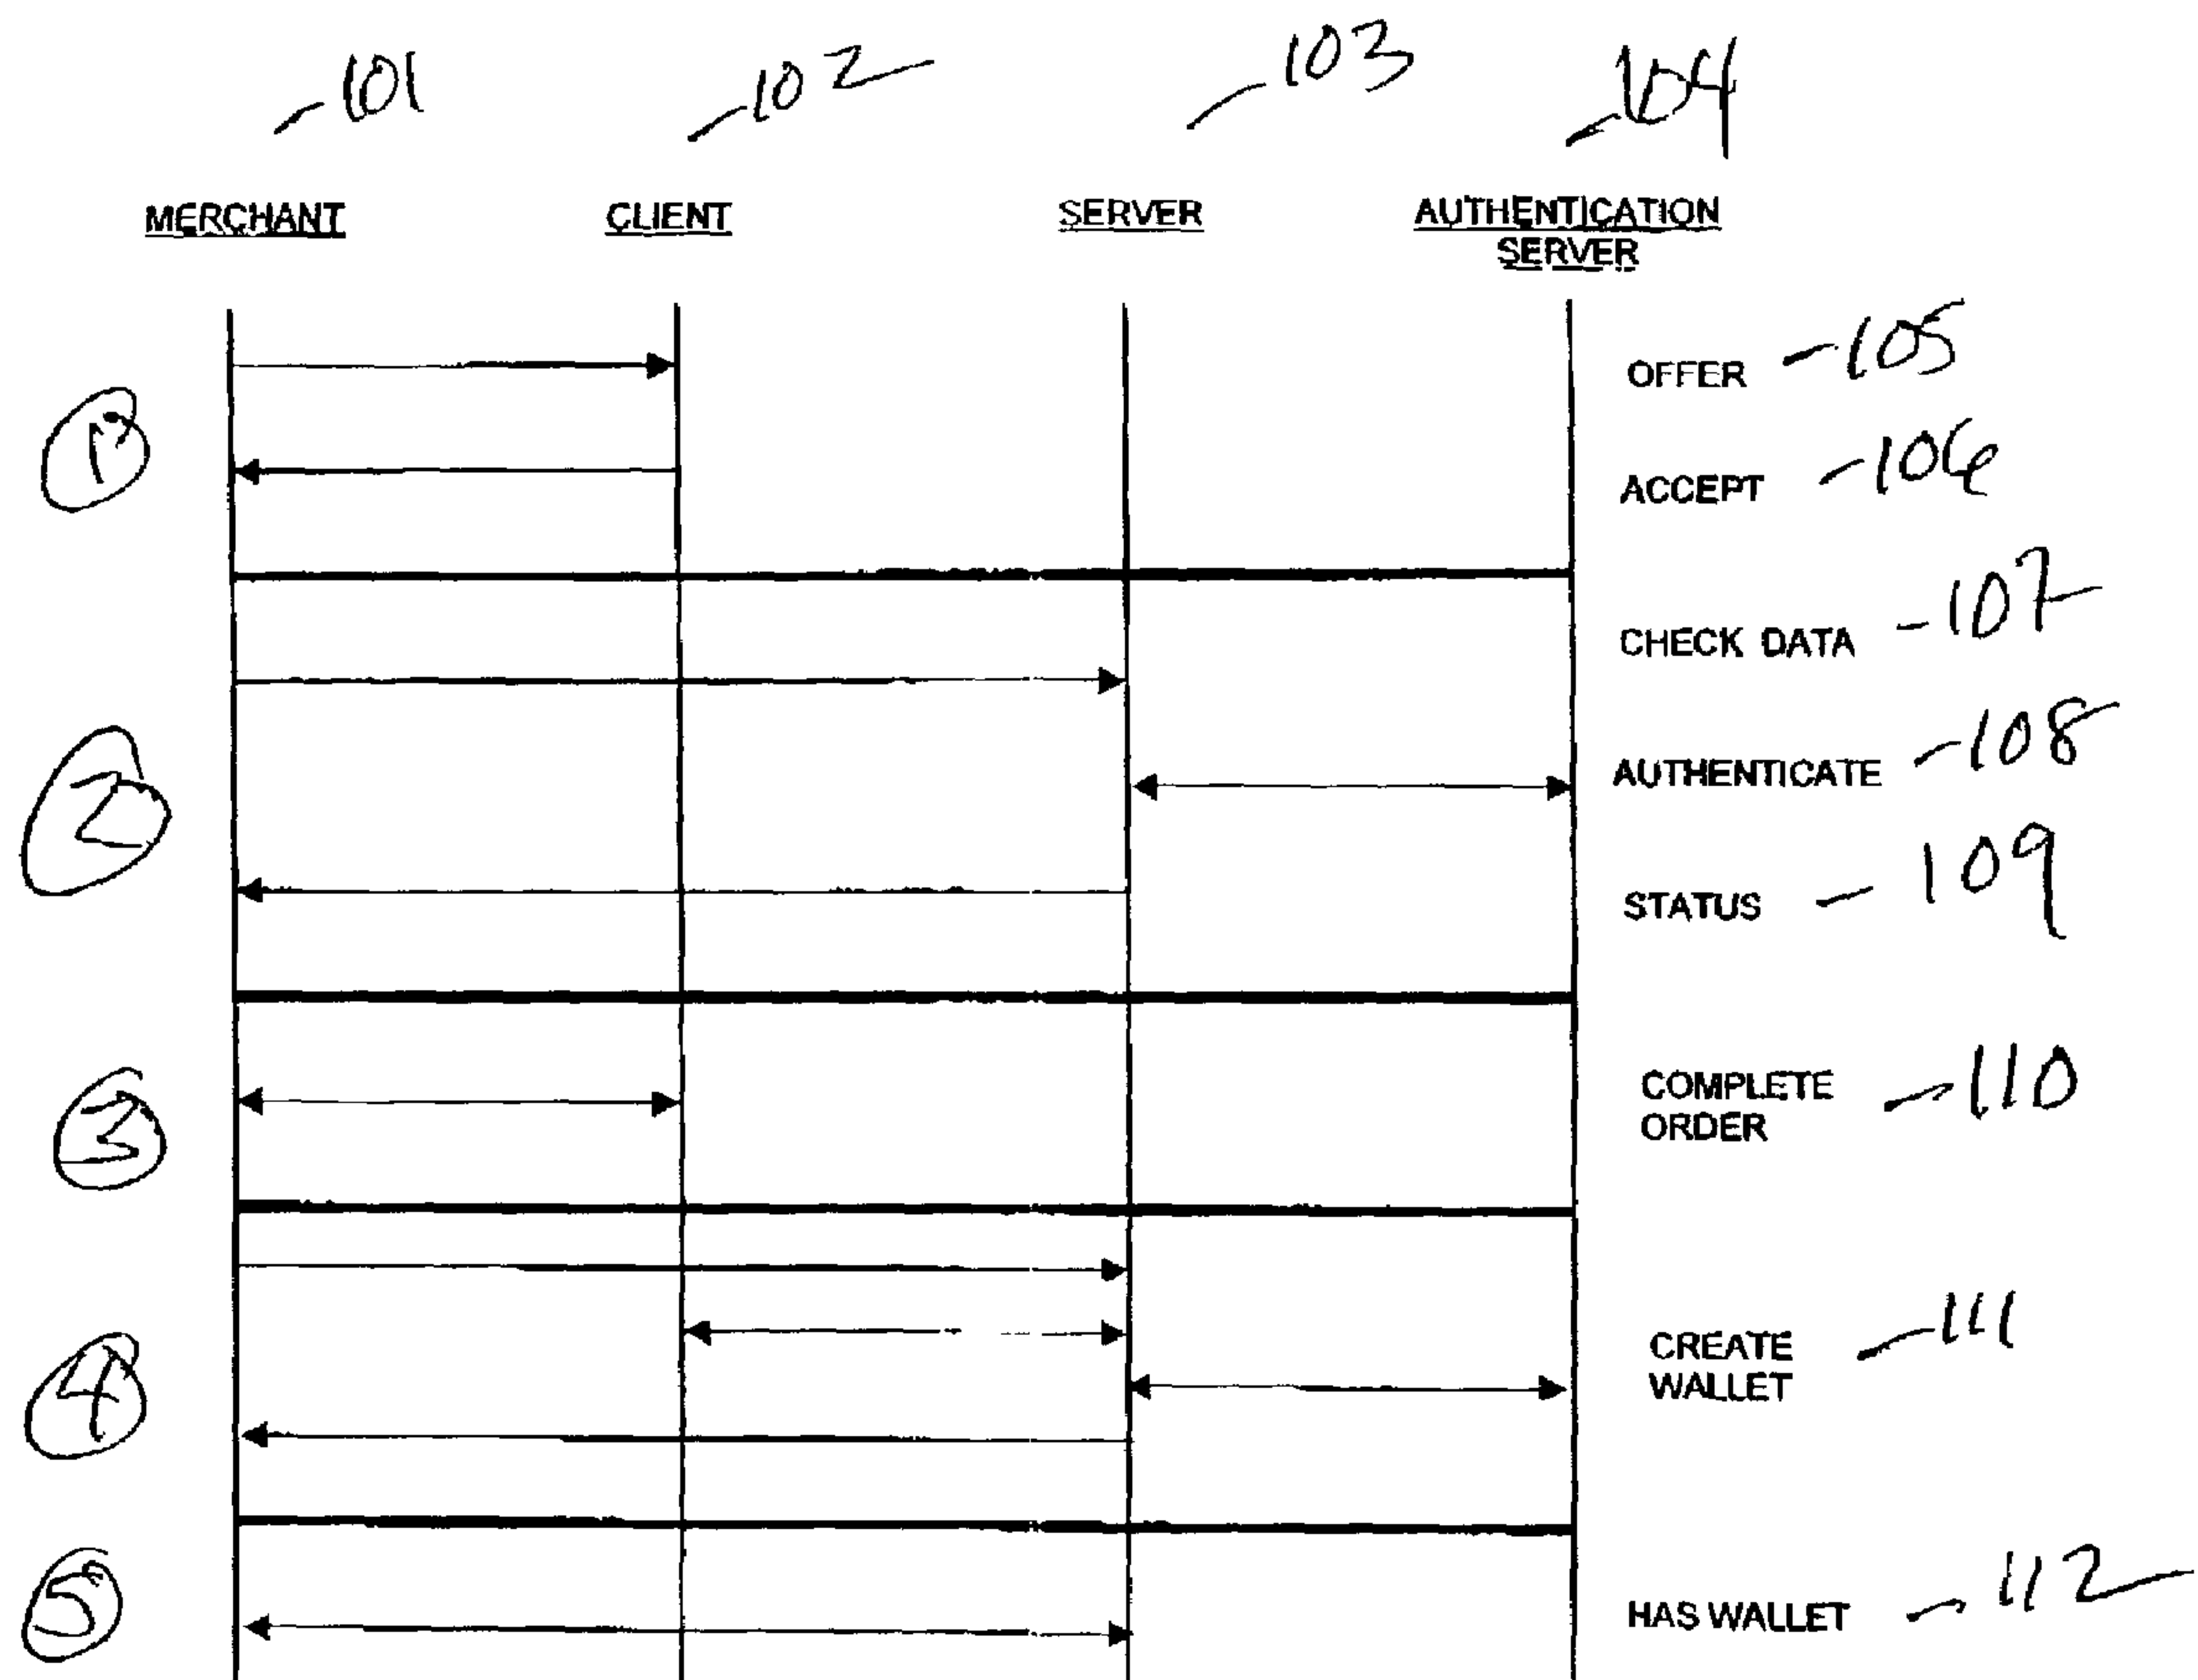 101 102 103 104
MERCHANT CLIENT SERVER AUTHENTICATION
SERVER
OFFER 105
1
ACCEPT 106
CHECK DATA 107
AUTHENTICATE 108
2
STATUS 109
COMPLETE 110
ORDER
3
CREATE 111
WALLET
4
HAS WALLET 112
5